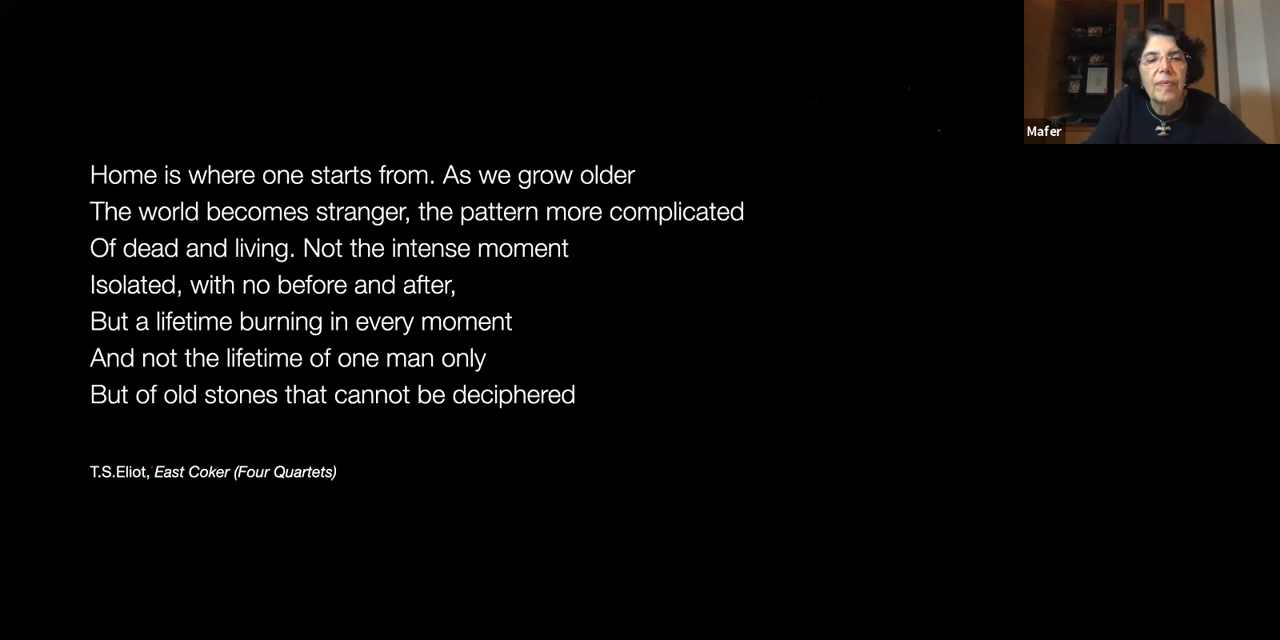 Home is where one starts from. As we grow older
The world becomes stranger, the pattern more complicated
Of dead and living. Not the intense moment
Isolated, with no before and after,
But a lifetime burning in every moment
And not the lifetime of one man only
But of old stones that cannot be deciphered
T.S.Eliot, East Coker (Four Quartets)
Mafer